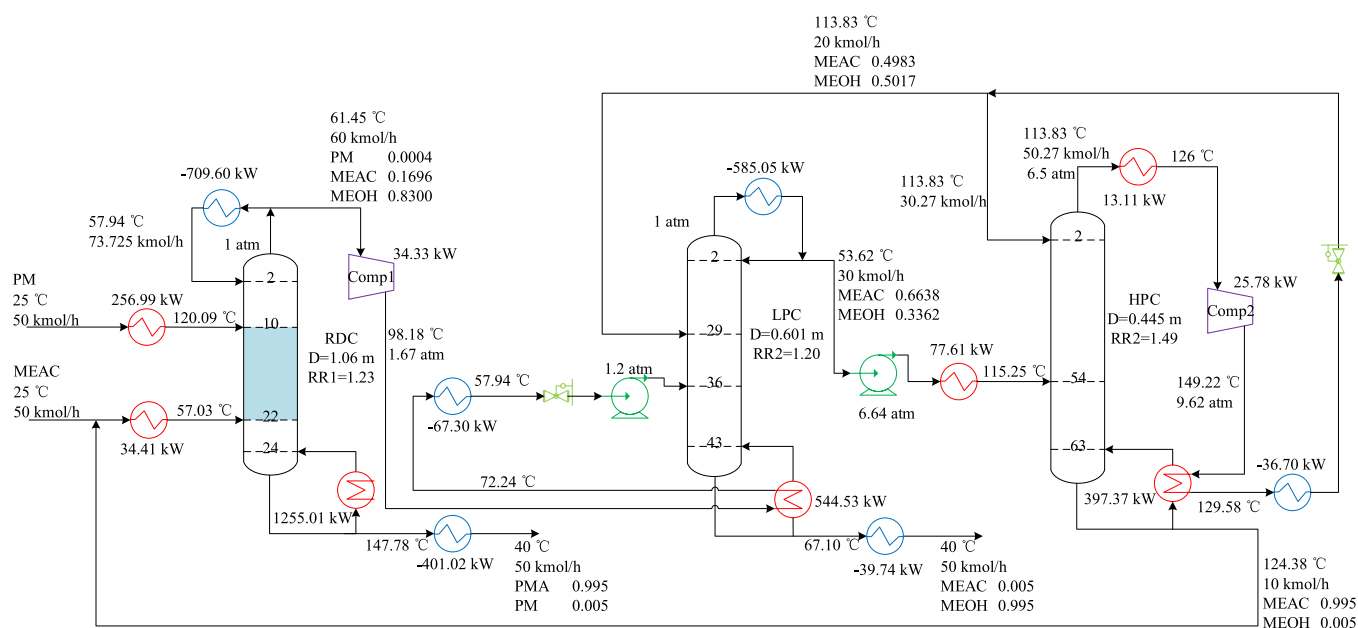 113.83 ℃
20 kmol/h
MEAC 0.4983
MEOH 0.5017
61.45 ℃
60 kmol/h
PM 0.0004
MEAC 0.1696
MEOH 0.8300
-709.60 kW
57.94 ℃
73.725 kmol/h
1 atm
34.33 kW
Comp1
98.18 ℃
1.67 atm
PM
25 ℃
50 kmol/h
256.99 kW
120.09 ℃
MEAC
25 ℃
50 kmol/h
57.03 ℃
34.41 kW
2
10
22
24
RDC
D=1.06 m
RR1=1.23
1255.01 kW
147.78 ℃
-401.02 kW
40 ℃
50 kmol/h
PMA 0.995
PM 0.005
57.94 ℃
-67.30 kW
72.24 ℃
1.2 atm
-585.05 kW
1 atm
2
29
36
43
LPC
D=0.601 m
RR2=1.20
53.62 ℃
30 kmol/h
MEAC 0.6638
MEOH 0.3362
544.53 kW
67.10 ℃
-39.74 kW
40 ℃
50 kmol/h
MEAC 0.005
MEOH 0.995
6.64 atm
77.61 kW
115.25 ℃
113.83 ℃
30.27 kmol/h
113.83 ℃
50.27 kmol/h
6.5 atm
126 ℃
13.11 kW
2
54
63
HPC
D=0.445 m
RR2=1.49
25.78 kW
Comp2
149.22 ℃
9.62 atm
397.37 kW
129.58 ℃
-36.70 kW
124.38 ℃
10 kmol/h
MEAC 0.995
MEOH 0.005